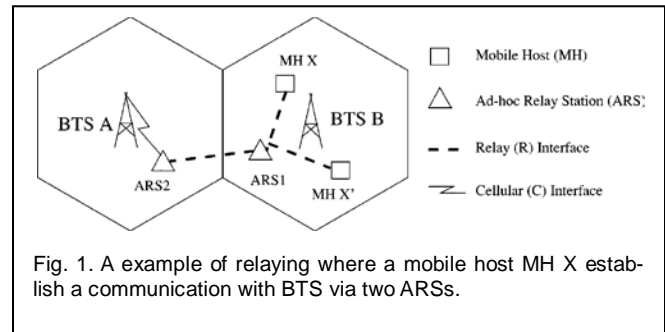 MH X
BTS A
BTS B
ARS2
ARS1
MH X'
Mobile Host (MH)
Ad-hoc Relay Station (ARS)
Relay (R) Interface
Cellular (C) Interface
Fig. 1. A example of relaying where a mobile host MH X estab-
lish a communication with BTS via two ARSs.